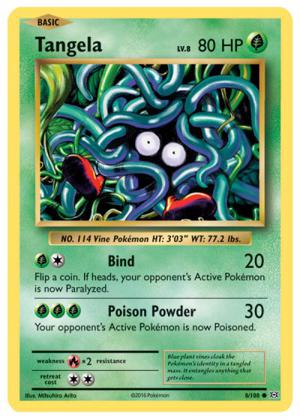 BASIC
Tangela LV.8 80 HP
NO. 114 Vine Pokémon HT: 3'03" WT: 77.2 lbs.
Bind 20
Flip a coin. If heads, your opponent's Active Pokémon
is now Paralyzed.
Poison Powder 30
Your opponent's Active Pokémon is now Poisoned.
weakness ×2 resistance
retreat
cost
Blue plant vines cloak the
Pokémon's identity in a tangled
mass. It entangles anything that
gets close.
Illus. Mitsuhiro Arita ©2016 Pokémon 8/108